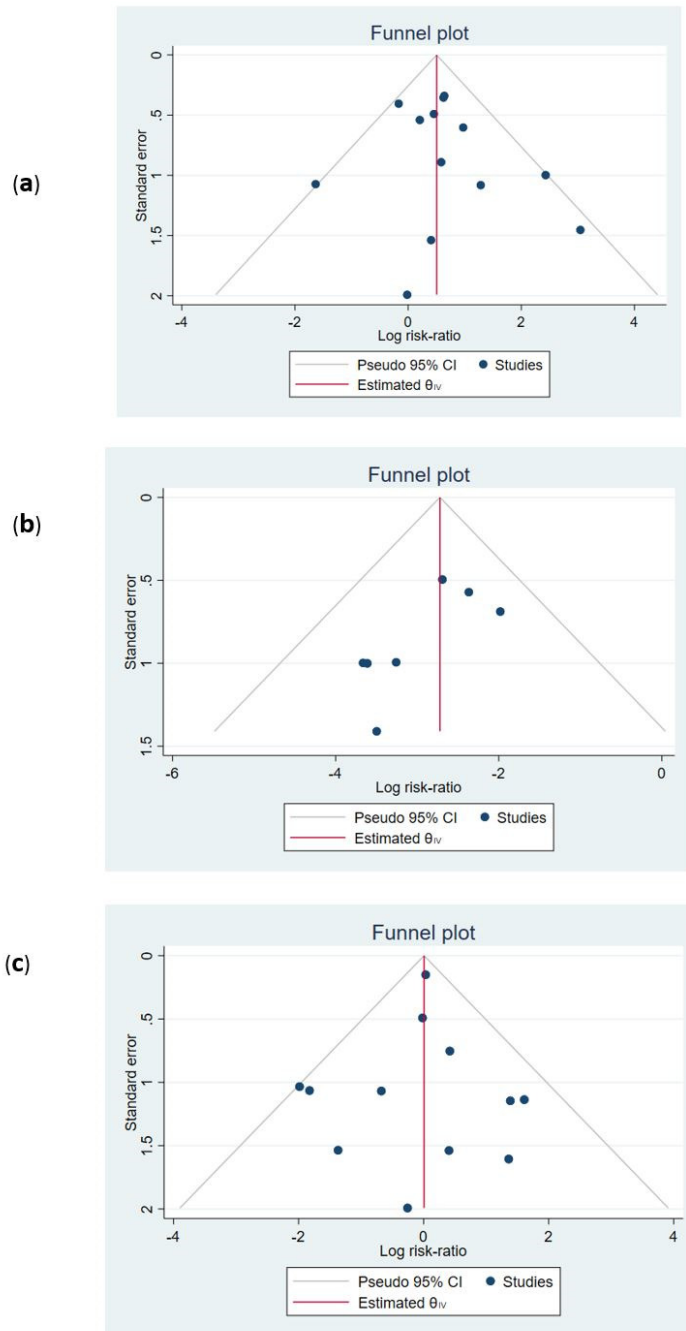 (a)
Funnel plot
Standard error
0
.5
1
1.5
2
-4
-2
0
2
4
Log risk-ratio
Pseudo 95% CI
Studies
Estimated θIV
(b)
Funnel plot
Standard error
0
.5
1
1.5
-6
-4
-2
0
Log risk-ratio
Pseudo 95% CI
Studies
Estimated θIV
(c)
Funnel plot
Standard error
0
.5
1
1.5
2
-4
-2
0
2
4
Log risk-ratio
Pseudo 95% CI
Studies
Estimated θIV